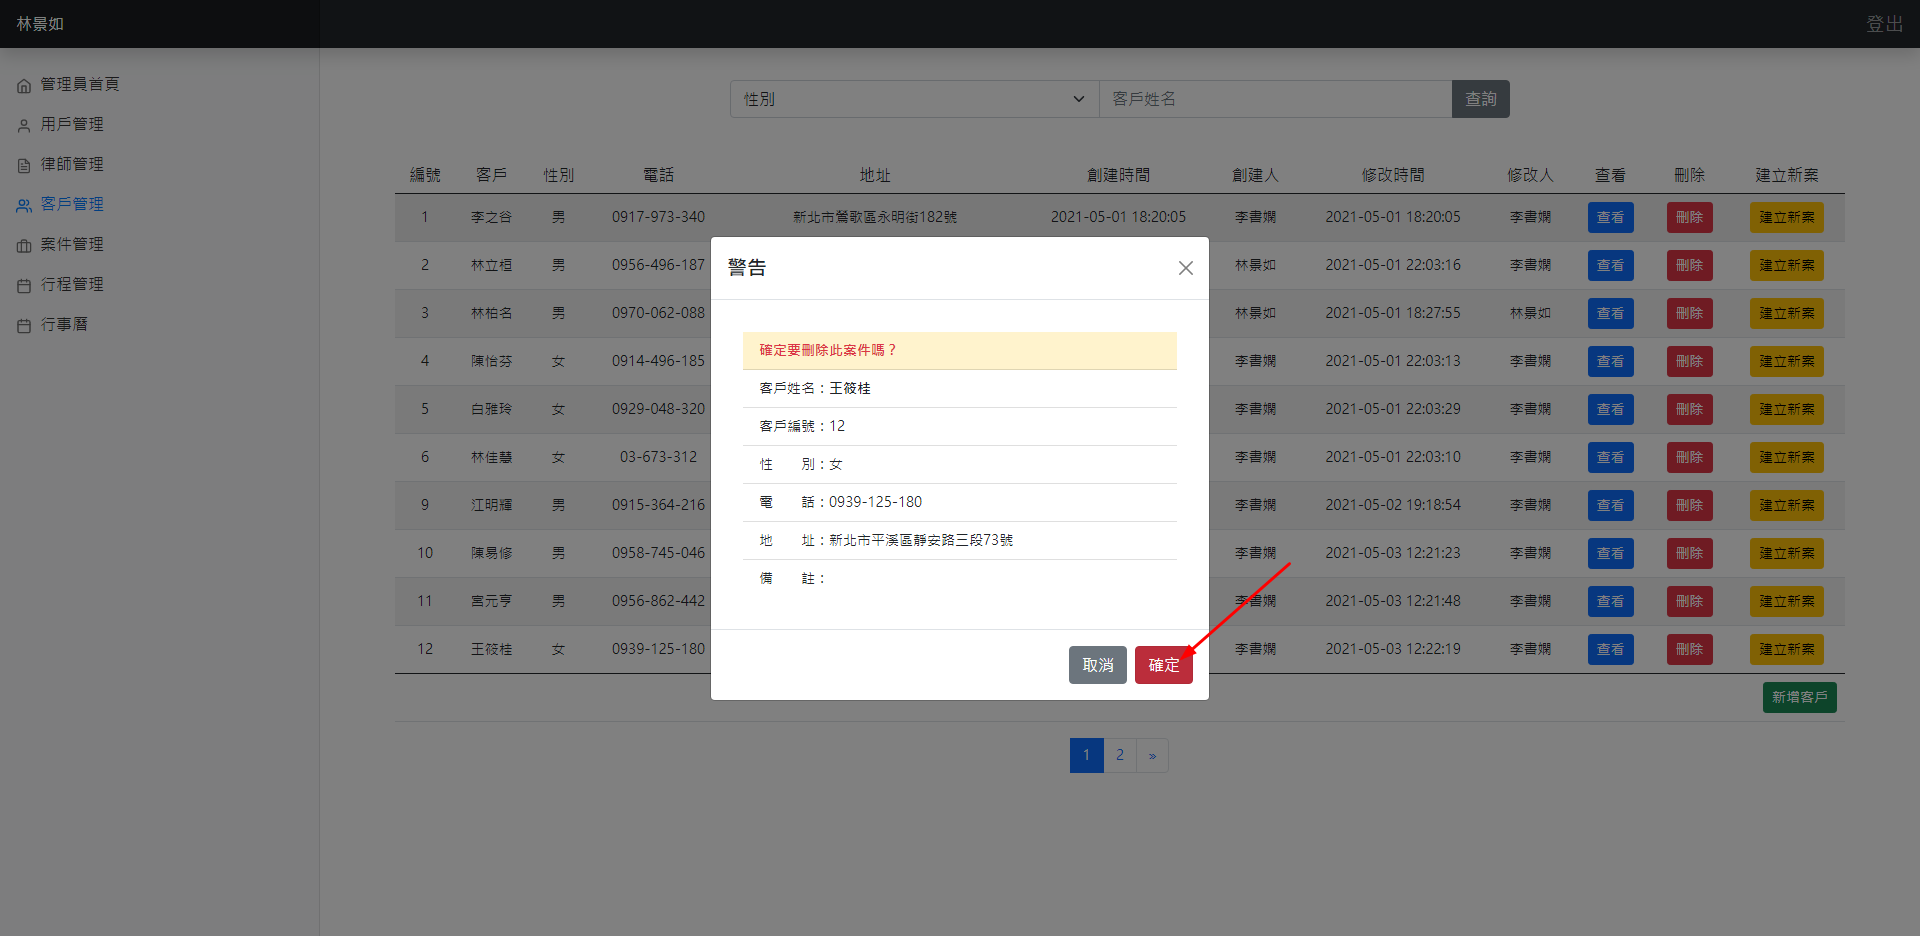 林景如
登出
管理員首頁
用戶管理
律師管理
客戶管理
案件管理
行程管理
行事曆
性別 客戶姓名 查詢
編號 客戶 性別 電話 地址 創建時間 創建人 修改時間 修改人 查看 刪除 建立新案
1 李之谷 男 0917-973-340 新北市鶯歌區永明街182號 2021-05-01 18:20:05 李書嫻 2021-05-01 18:20:05 李書嫻 查看 刪除 建立新案
2 林立桓 男 0956-496-187 林景如 2021-05-01 22:03:16 李書嫻 查看 刪除 建立新案
3 林柏名 男 0970-062-088 林景如 2021-05-01 18:27:55 林景如 查看 刪除 建立新案
4 陳怡芬 女 0914-496-185 李書嫻 2021-05-01 22:03:13 李書嫻 查看 刪除 建立新案
5 白雅玲 女 0929-048-320 李書嫻 2021-05-01 22:03:29 李書嫻 查看 刪除 建立新案
6 林佳慧 女 03-673-312 李書嫻 2021-05-01 22:03:10 李書嫻 查看 刪除 建立新案
9 江明輝 男 0915-364-216 李書嫻 2021-05-02 19:18:54 李書嫻 查看 刪除 建立新案
10 陳易修 男 0958-745-046 李書嫻 2021-05-03 12:21:23 李書嫻 查看 刪除 建立新案
11 宮元亨 男 0956-862-442 李書嫻 2021-05-03 12:21:48 李書嫻 查看 刪除 建立新案
12 王筱桂 女 0939-125-180 李書嫻 2021-05-03 12:22:19 李書嫻 查看 刪除 建立新案
新增客戶
1 2 »
警告
確定要刪除此案件嗎？
客戶姓名：王筱桂
客戶編號：12
性　　別：女
電　　話：0939-125-180
地　　址：新北市平溪區靜安路三段73號
備　　註：
取消 確定